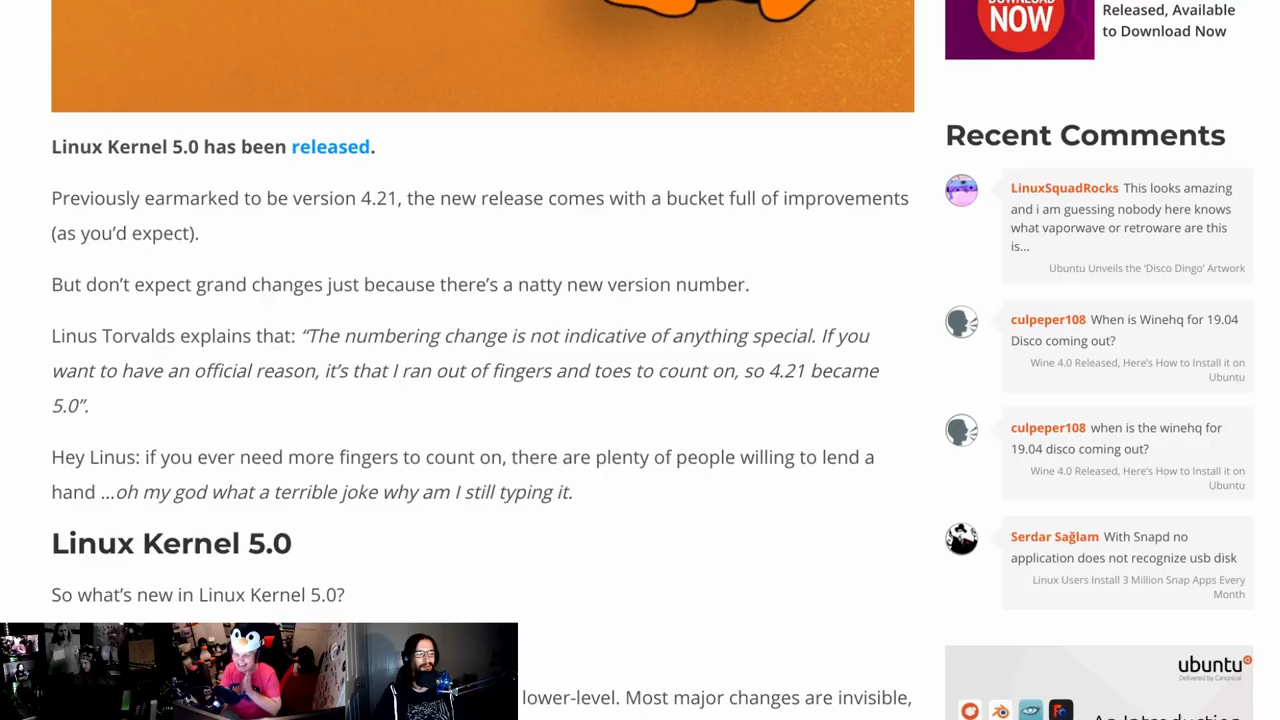 DOWNLOAD
NOW
Released, Available
to Download Now
Linux Kernel 5.0 has been released.
Previously earmarked to be version 4.21, the new release comes with a bucket full of improvements
(as you’d expect).
But don’t expect grand changes just because there’s a natty new version number.
Linus Torvalds explains that: “The numbering change is not indicative of anything special. If you
want to have an official reason, it’s that I ran out of fingers and toes to count on, so 4.21 became
5.0”.
Hey Linus: if you ever need more fingers to count on, there are plenty of people willing to lend a
hand …oh my god what a terrible joke why am I still typing it.
Linux Kernel 5.0
So what’s new in Linux Kernel 5.0?
lower-level. Most major changes are invisible,
Recent Comments
LinuxSquadRocks This looks amazing
and i am guessing nobody here knows
what vaporwave or retroware are this
is…
Ubuntu Unveils the ‘Disco Dingo’ Artwork
culpeper108 When is Winehq for 19.04
Disco coming out?
Wine 4.0 Released, Here’s How to Install it on
Ubuntu
culpeper108 when is the winehq for
19.04 disco coming out?
Wine 4.0 Released, Here’s How to Install it on
Ubuntu
Serdar Sağlam With Snapd no
application does not recognize usb disk
Linux Users Install 3 Million Snap Apps Every
Month
ubuntu
Delivered by Canonical
An Introduction